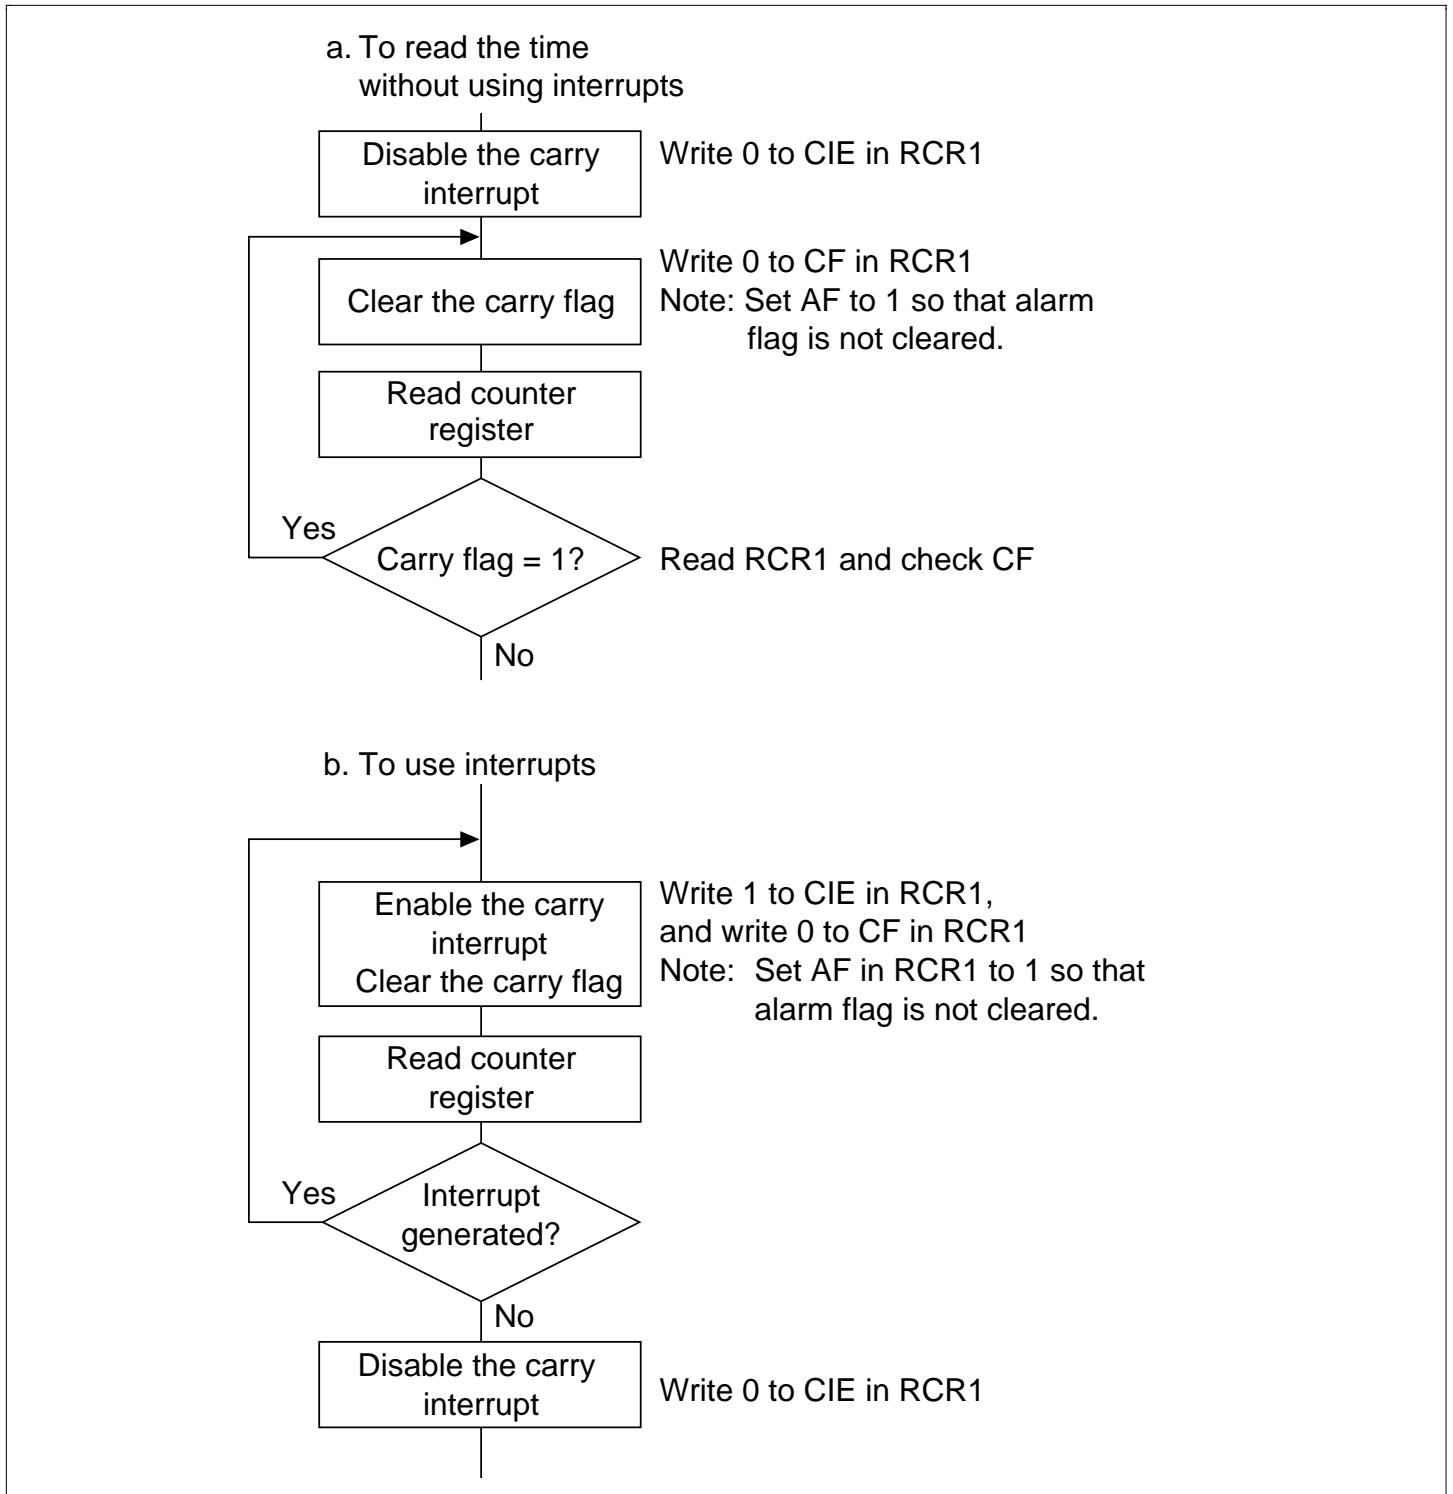 a. To read the time
without using interrupts
Disable the carry
interrupt
Write 0 to CIE in RCR1
Clear the carry flag
Write 0 to CF in RCR1
Note: Set AF to 1 so that alarm
flag is not cleared.
Read counter
register
Yes
Carry flag = 1?
Read RCR1 and check CF
No
b. To use interrupts
Enable the carry
interrupt
Clear the carry flag
Write 1 to CIE in RCR1,
and write 0 to CF in RCR1
Note: Set AF in RCR1 to 1 so that
alarm flag is not cleared.
Read counter
register
Yes
Interrupt
generated?
No
Disable the carry
interrupt
Write 0 to CIE in RCR1